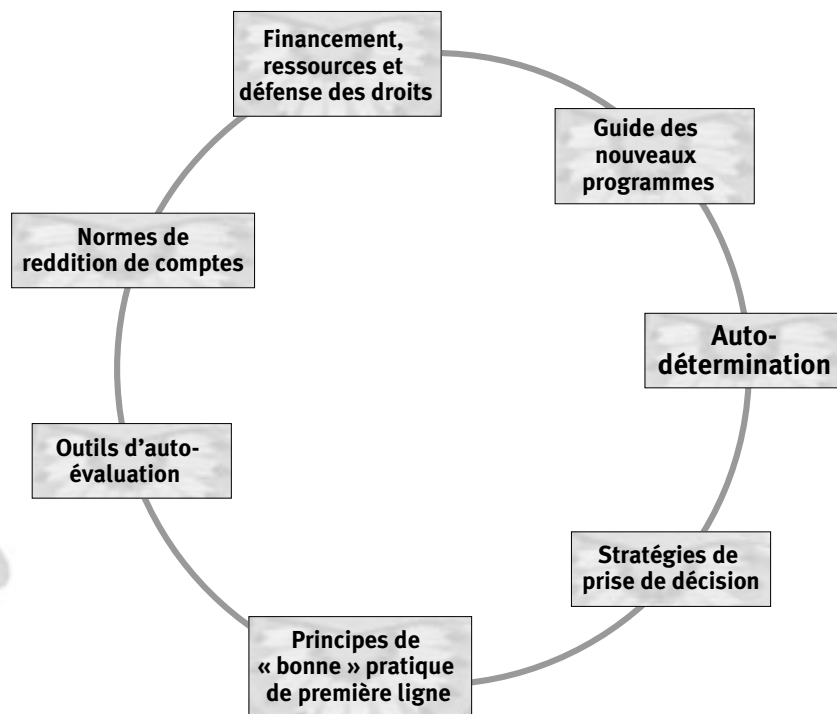 Financement,
ressources et
défense des droits
Guide des
nouveaux
programmes
Auto-
détermination
Stratégies de
prise de décision
Principes de
« bonne » pratique
de première ligne
Outils d'auto-
évaluation
Normes de
reddition de comptes